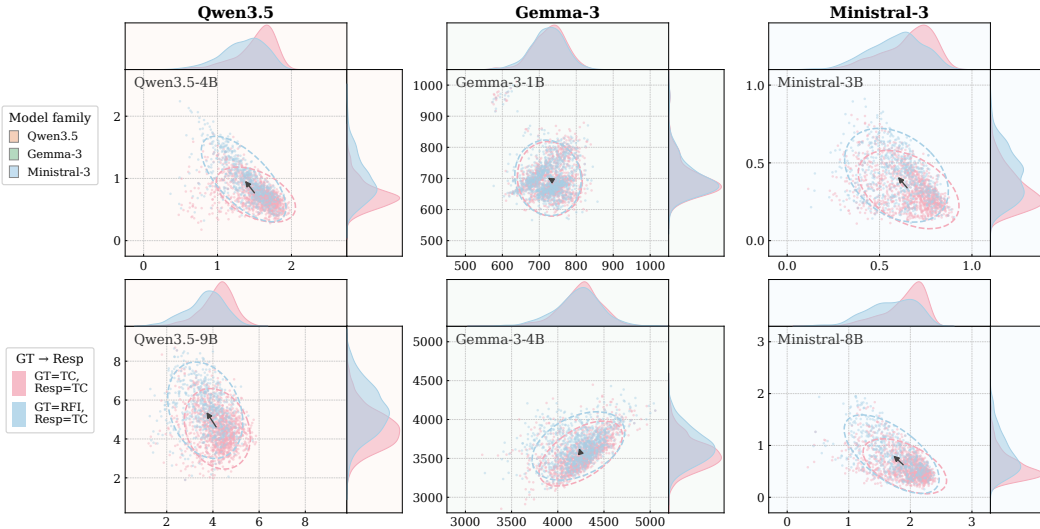 Qwen3.5
Gemma-3
Ministral-3
Model family
Qwen3.5
Gemma-3
Ministral-3
Qwen3.5-4B
2
1
0
0
1
2
Gemma-3-1B
1000
900
800
700
600
500
500
600
700
800
900
1000
Ministral-3B
1.0
0.5
0.0
0.0
0.5
1.0
GT → Resp
GT=TC,
Resp=TC
GT=RFI,
Resp=TC
Qwen3.5-9B
8
6
4
2
2
4
6
8
Gemma-3-4B
5000
4500
4000
3500
3000
3000
3500
4000
4500
5000
Ministral-8B
3
2
1
0
0
1
2
3